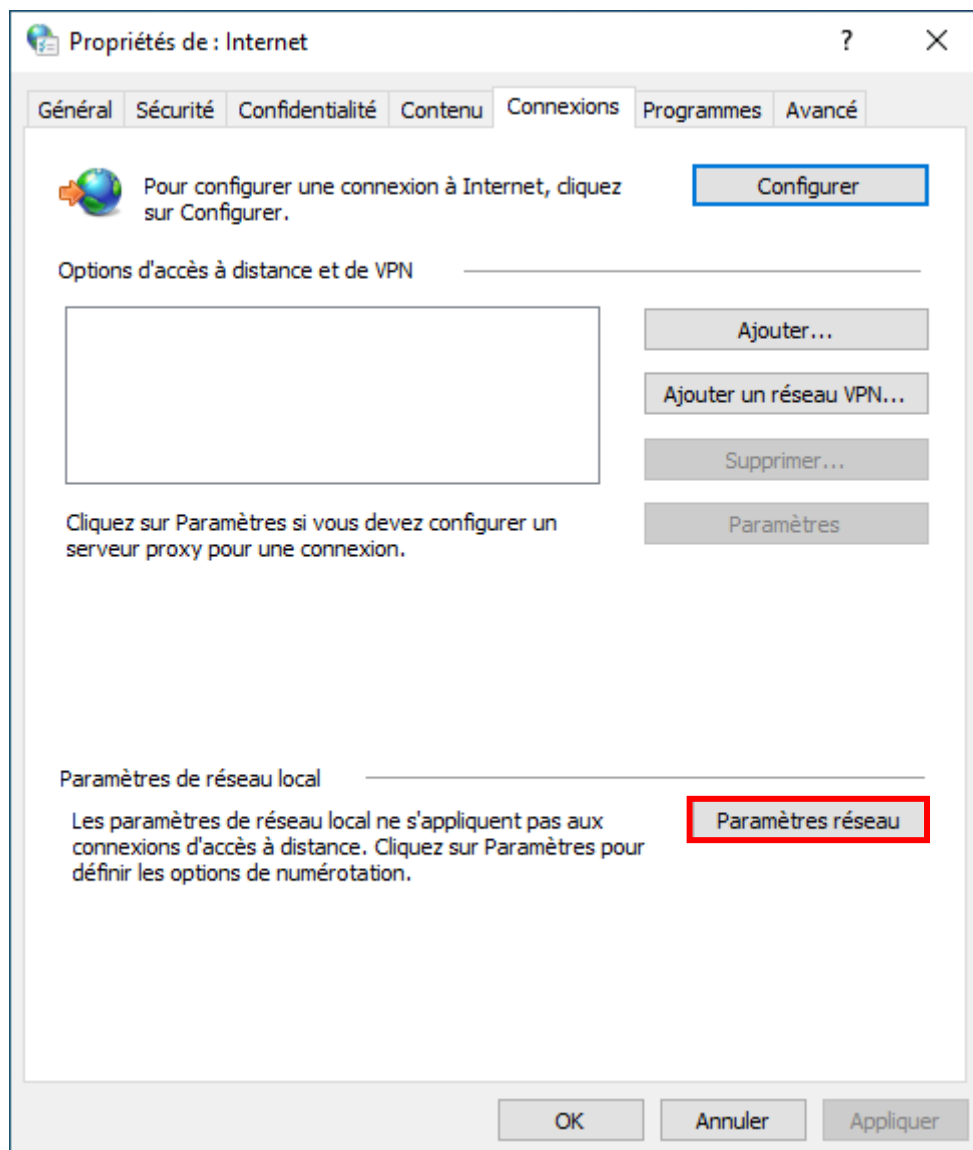 Propriétés de : Internet
?
Général Sécurité Confidentialité Contenu Connexions Programmes Avancé
Pour configurer une connexion à Internet, cliquez
sur Configurer.
Configurer
Options d'accès à distance et de VPN
Ajouter...
Ajouter un réseau VPN...
Supprimer...
Cliquez sur Paramètres si vous devez configurer un
serveur proxy pour une connexion.
Paramètres
Paramètres de réseau local
Les paramètres de réseau local ne s'appliquent pas aux
connexions d'accès à distance. Cliquez sur Paramètres pour
définir les options de numérotation.
Paramètres réseau
OK Annuler Appliquer